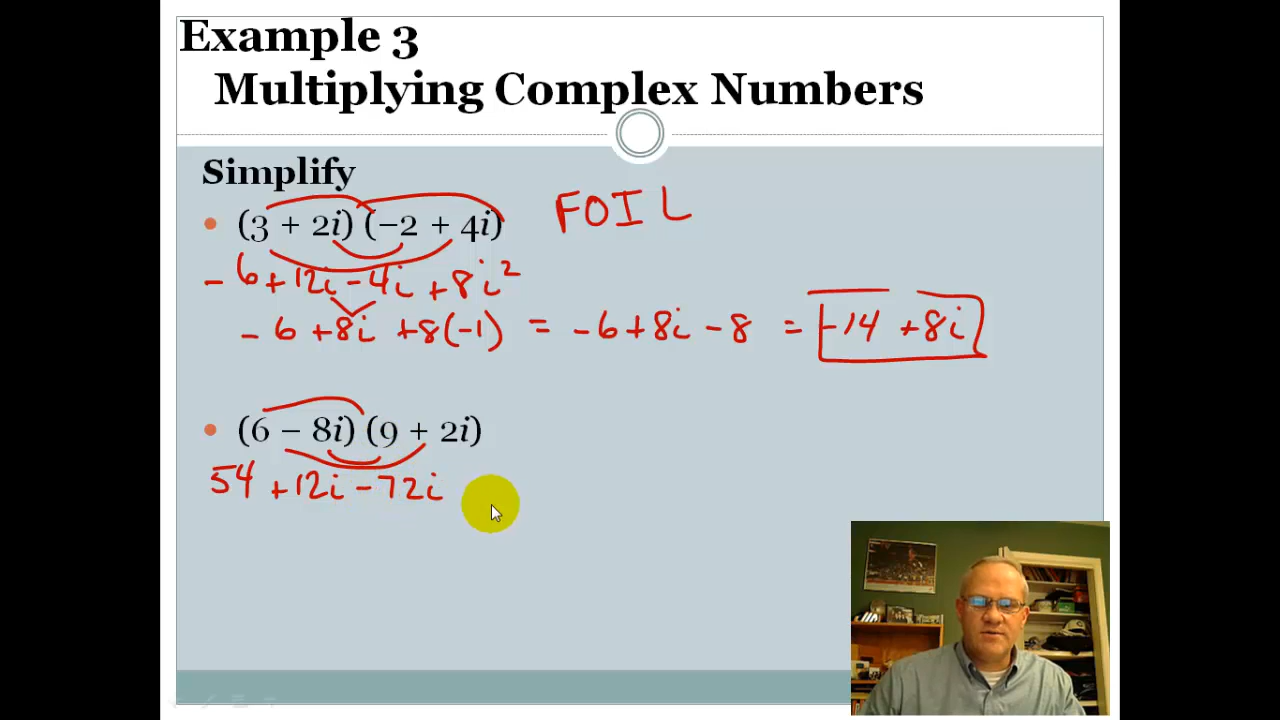 Example 3
Multiplying Complex Numbers
Simplify
• (3 + 2i) (−2 + 4i) FOIL
- 6 + 12i - 4i + 8i²
- 6 + 8i + 8(-1) = -6 + 8i - 8 = -14 + 8i
• (6 − 8i) (9 + 2i)
54 + 12i - 72i